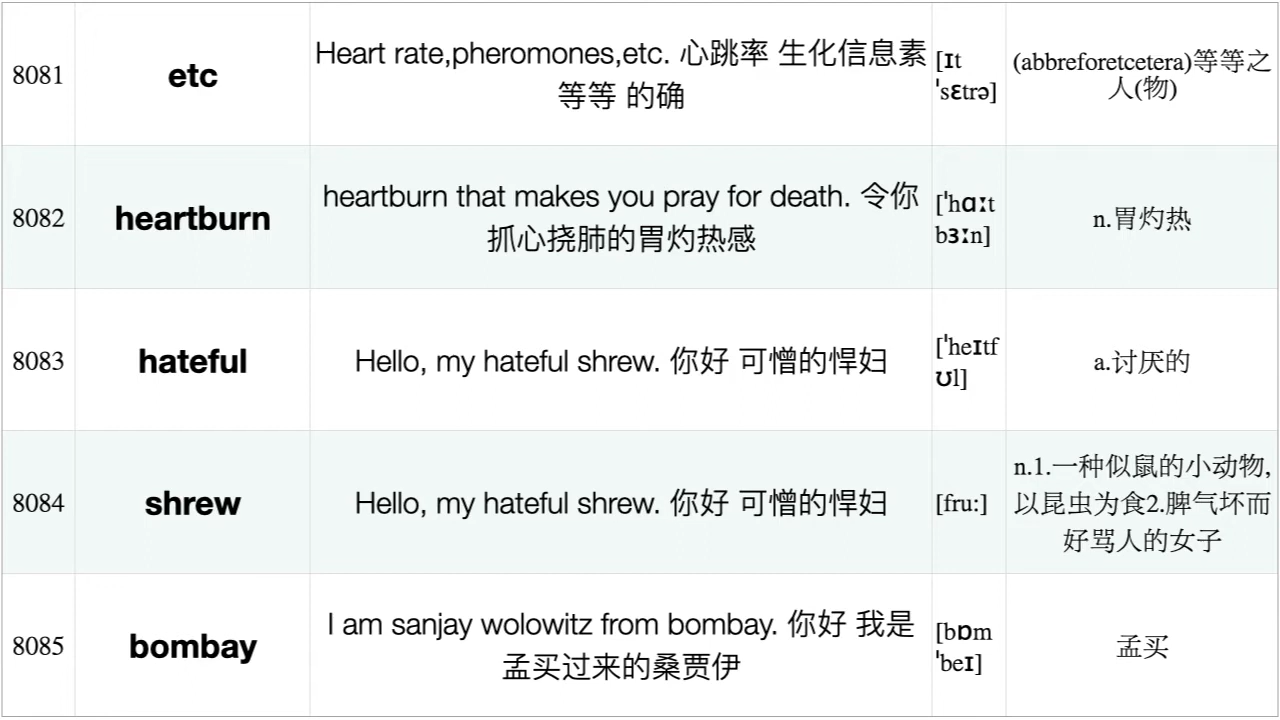 8081
etc
Heart rate,pheromones,etc. 心跳率 生化信息素
等等 的确
[ɪt
ˈsɛtrə]
(abbreforetcetera)等等之
人(物)
8082
heartburn
heartburn that makes you pray for death. 令你
抓心挠肺的胃灼热感
[ˈhɑːt
bɜːn]
n.胃灼热
8083
hateful
Hello, my hateful shrew. 你好 可憎的悍妇
[ˈheɪtf
ʊl]
a.讨厌的
8084
shrew
Hello, my hateful shrew. 你好 可憎的悍妇
[fru:]
n.1.一种似鼠的小动物,
以昆虫为食2.脾气坏而
好骂人的女子
8085
bombay
I am sanjay wolowitz from bombay. 你好 我是
孟买过来的桑贾伊
[bɒm
ˈbeɪ]
孟买